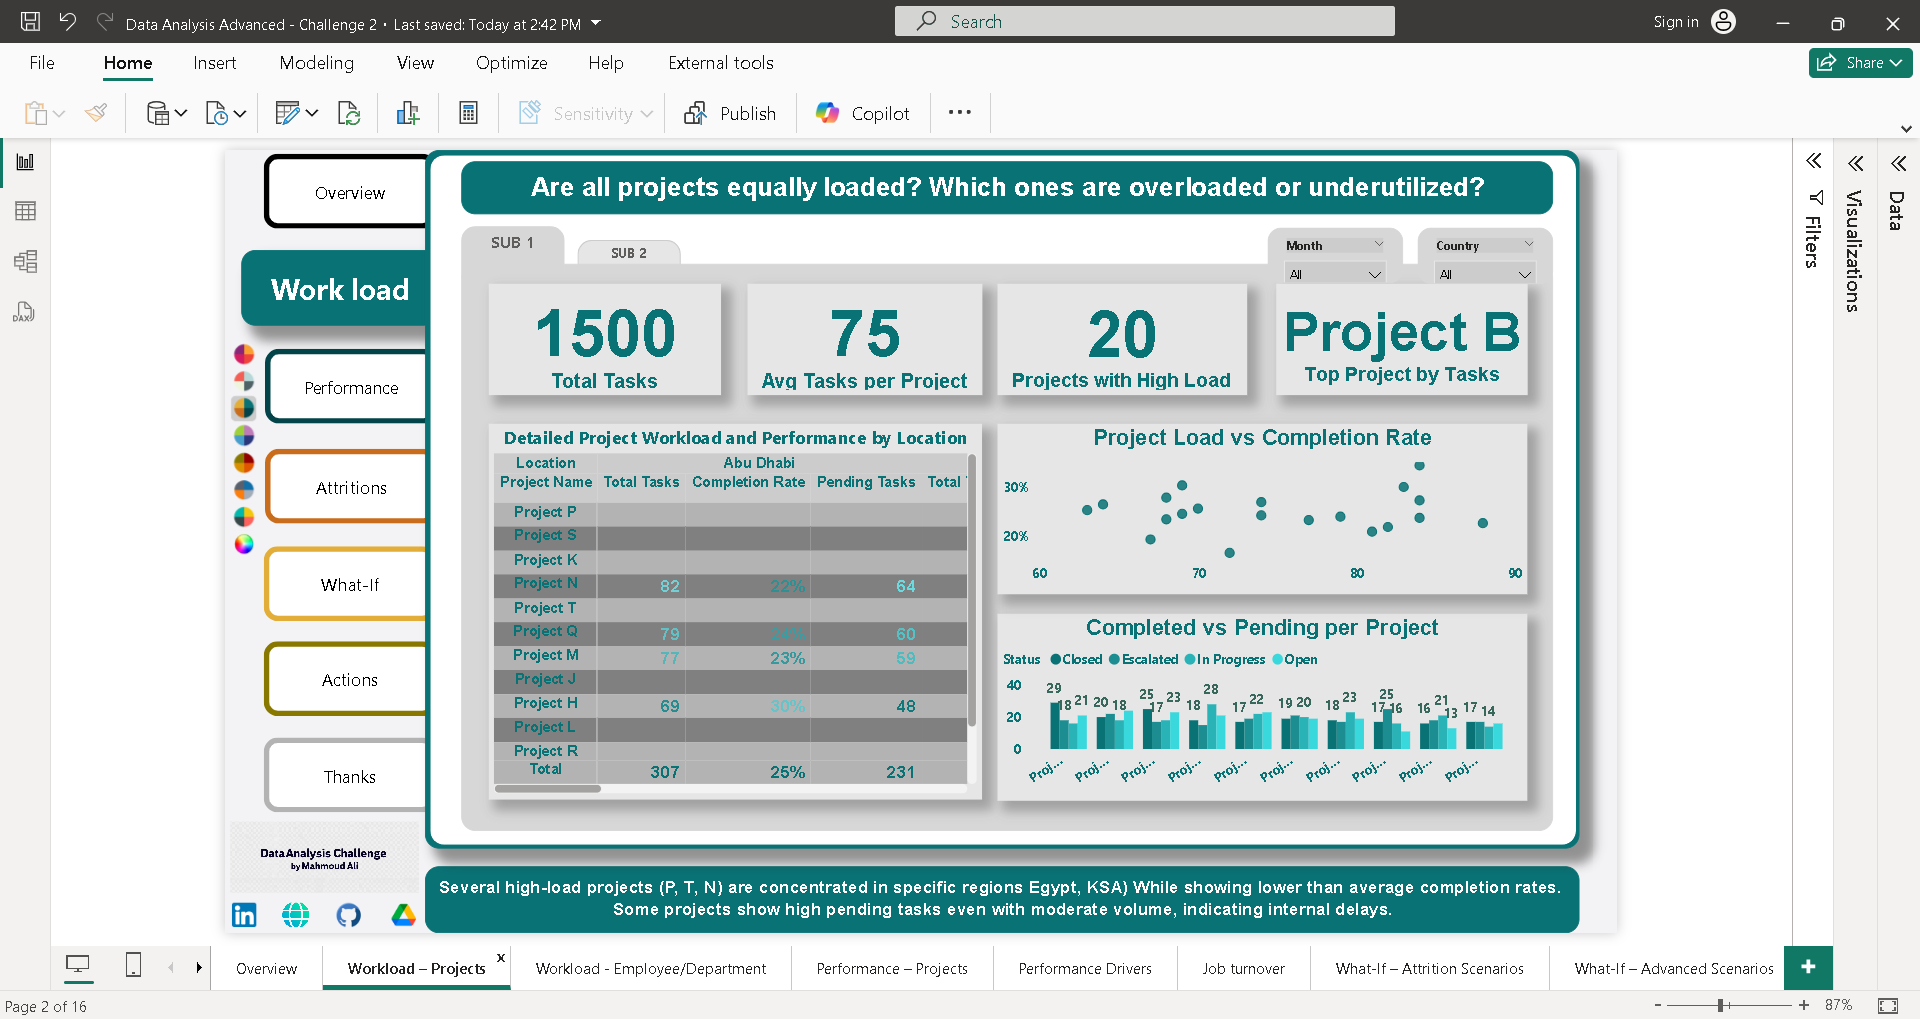 Data Analysis Advanced - Challenge 2 • Last saved: Today at 2:42 PM
Search
Sign in
File Home Insert Modeling View Optimize Help External tools
Share
Sensitivity
Publish
Copilot
DAX
Overview
Work load
Performance
Attritions
What-If
Actions
Thanks
Data Analysis Challenge
by Mahmoud Ali
Are all projects equally loaded? Which ones are overloaded or underutilized?
SUB 1
SUB 2
Month
All
Country
All
1500
Total Tasks
75
Avg Tasks per Project
20
Projects with High Load
Project B
Top Project by Tasks
Detailed Project Workload and Performance by Location
Location Abu Dhabi
Project Name Total Tasks Completion Rate Pending Tasks Total
Project P
Project S
Project K
Project N 82 22% 64
Project T
Project Q 79 24% 60
Project M 77 23% 59
Project J
Project H 69 30% 48
Project L
Project R
Total 307 25% 231
Project Load vs Completion Rate
30%
20%
60 70 80 90
Completed vs Pending per Project
Status Closed Escalated In Progress Open
40
20
0
29 18 21 20 18 25 17 23 18 28 17 22 19 20 18 23 17 25 16 16 21 13 17 14
Proj... Proj... Proj... Proj... Proj... Proj... Proj... Proj... Proj... Proj...
Several high-load projects (P, T, N) are concentrated in specific regions Egypt, KSA) While showing lower than average completion rates.
Some projects show high pending tasks even with moderate volume, indicating internal delays.
Filters
Visualizations
Data
Overview
Workload – Projects x
Workload - Employee/Department
Performance – Projects
Performance Drivers
Job turnover
What-If – Attrition Scenarios
What-If – Advanced Scenarios
Page 2 of 16
87%